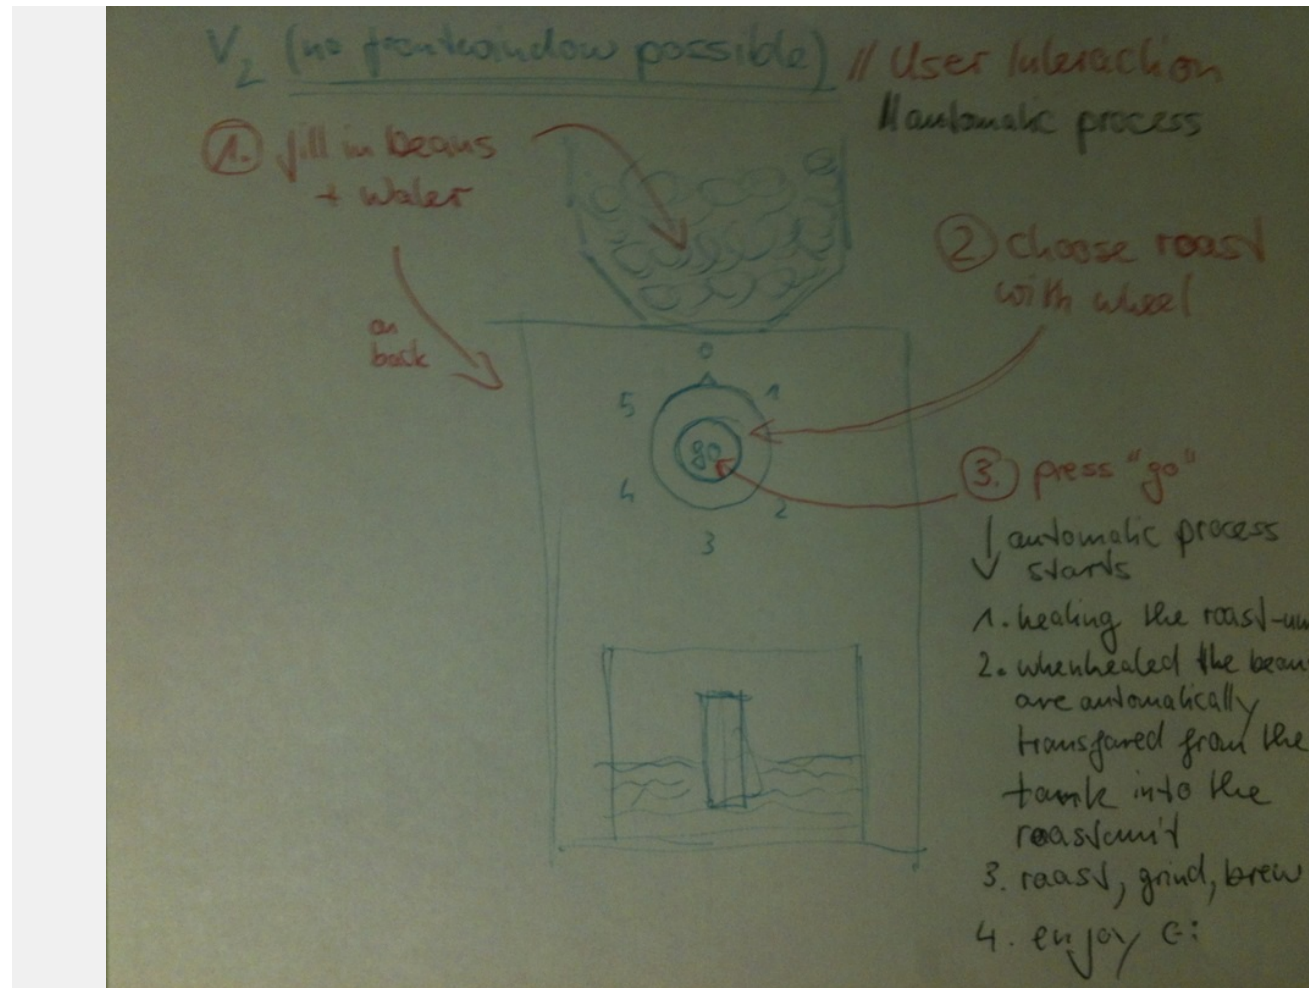 V2 (no frontwindow possible) // User Interaction
// automatic process
1. fill in beans
+ water
on
back
2 choose roast
with wheel
0
1
2
3
4
5
go
3. press "go"
↓ automatic process
starts
1. heating the roast-un
2. when heated the bean
are automatically
transfared from the
tank into the
roastunit
3. roast, grind, brew
4. enjoy C: